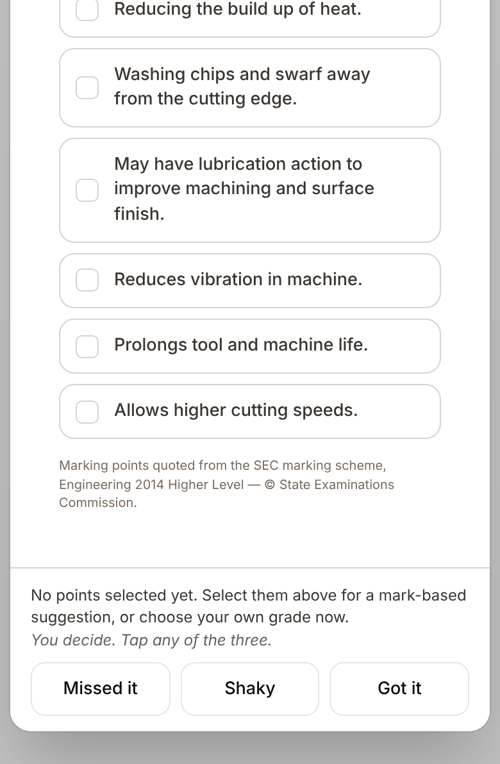 Reducing the build up of heat.
Washing chips and swarf away
from the cutting edge.
May have lubrication action to
improve machining and surface
finish.
Reduces vibration in machine.
Prolongs tool and machine life.
Allows higher cutting speeds.
Marking points quoted from the SEC marking scheme,
Engineering 2014 Higher Level — © State Examinations
Commission.
No points selected yet. Select them above for a mark-based
suggestion, or choose your own grade now.
You decide. Tap any of the three.
Missed it
Shaky
Got it